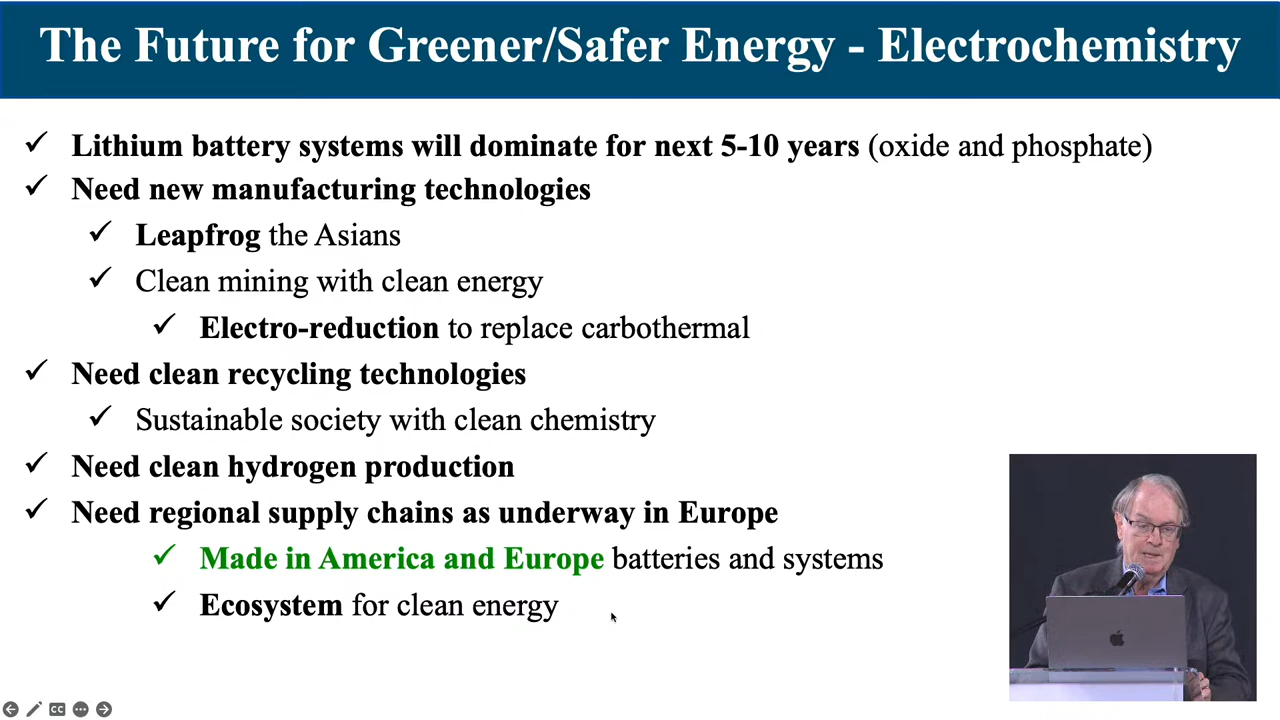 The Future for Greener/Safer Energy - Electrochemistry
✓ Lithium battery systems will dominate for next 5-10 years (oxide and phosphate)
✓ Need new manufacturing technologies
✓ Leapfrog the Asians
✓ Clean mining with clean energy
✓ Electro-reduction to replace carbothermal
✓ Need clean recycling technologies
✓ Sustainable society with clean chemistry
✓ Need clean hydrogen production
✓ Need regional supply chains as underway in Europe
✓ Made in America and Europe batteries and systems
✓ Ecosystem for clean energy
CC